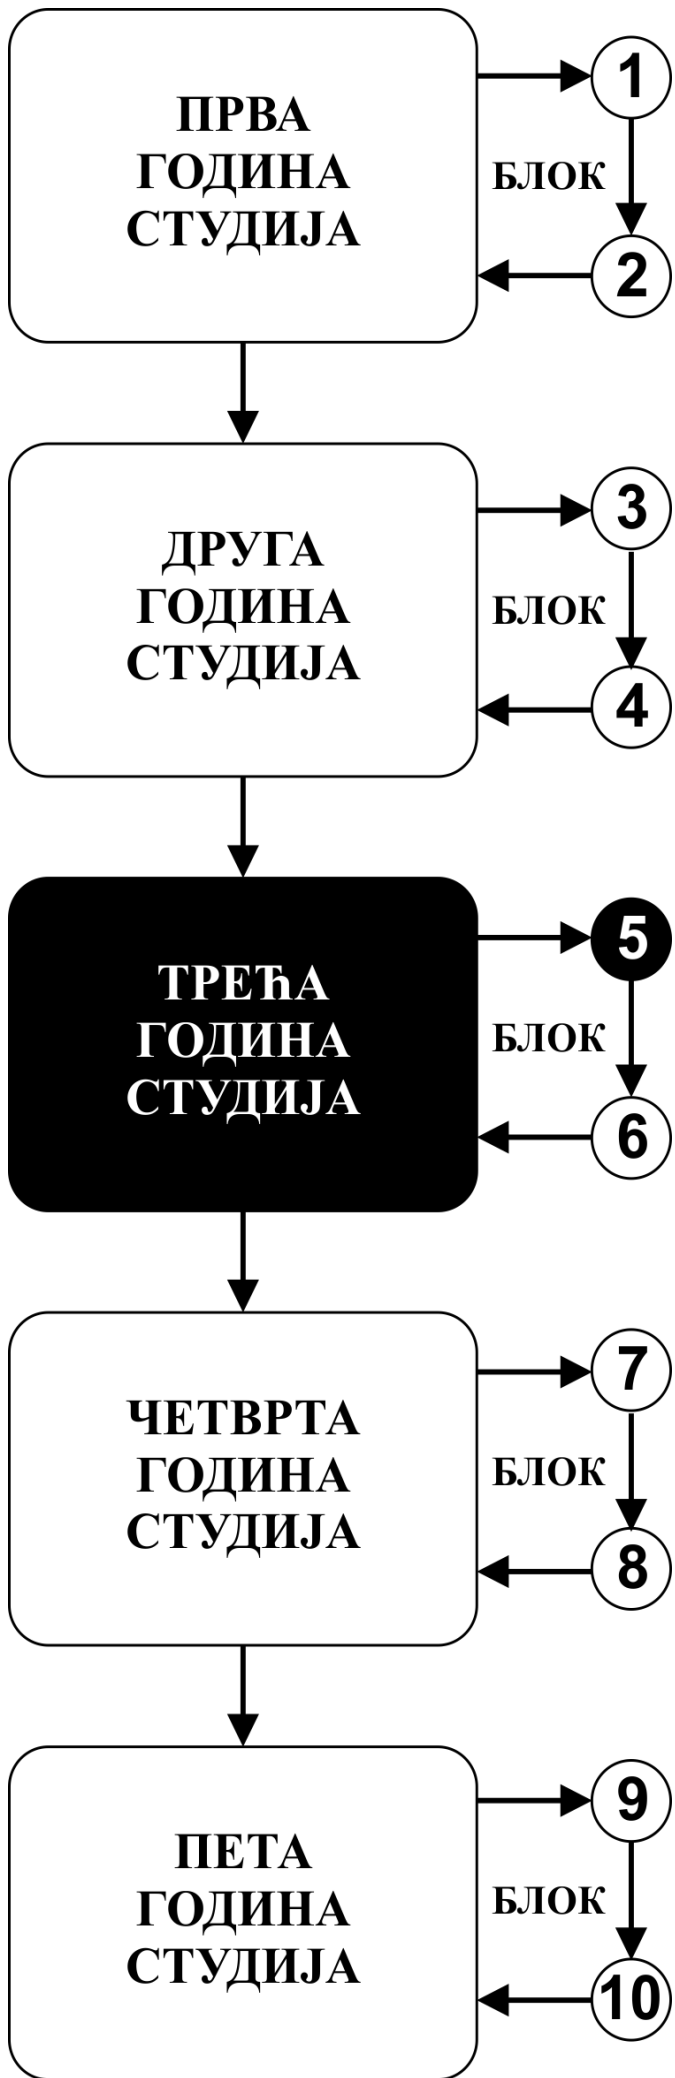 ПРВА
ГОДИНА
СТУДИЈА
1
БЛОК
2
ДРУГА
ГОДИНА
СТУДИЈА
3
БЛОК
4
ТРЕЋА
ГОДИНА
СТУДИЈА
5
БЛОК
6
ЧЕТВРТА
ГОДИНА
СТУДИЈА
7
БЛОК
8
ПЕТА
ГОДИНА
СТУДИЈА
9
БЛОК
10